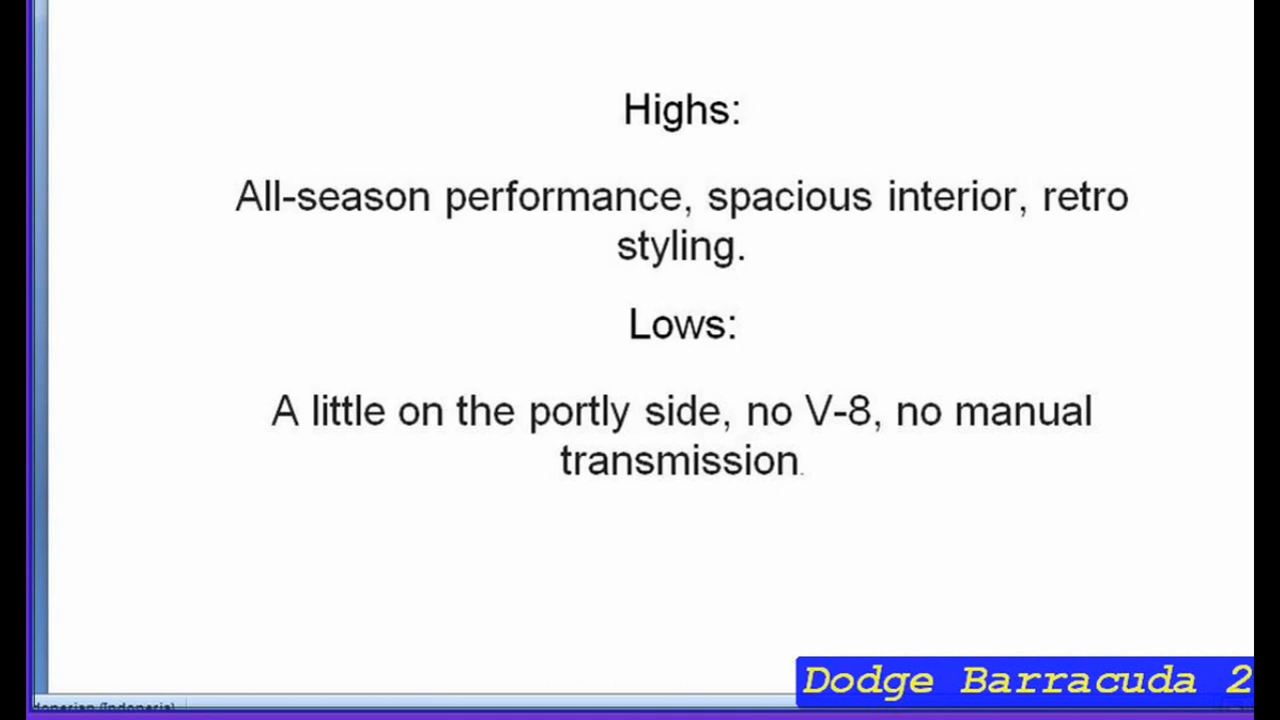 Highs:
All-season performance, spacious interior, retro
styling.
Lows:
A little on the portly side, no V-8, no manual
transmission.
Dodge Barracuda 2
(Indonesia)